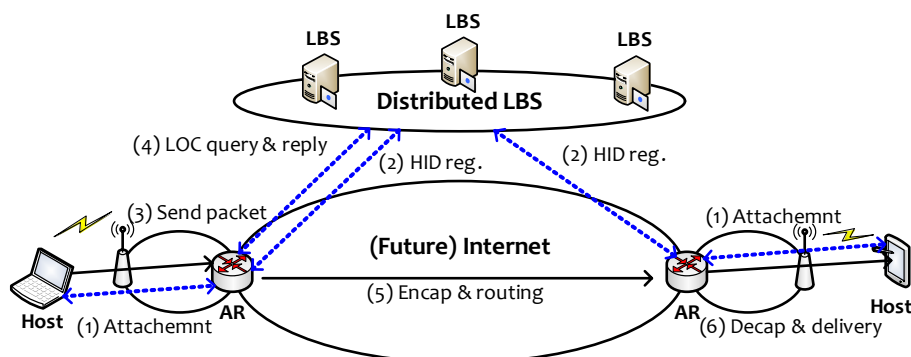 LBS
LBS
LBS
Distributed LBS
(4) LOC query & reply
(2) HID reg.
(2) HID reg.
(3) Send packet
(1) Attachemnt
(Future) Internet
(5) Encap & routing
Host
(1) Attachemnt
AR
AR
(6) Decap & delivery
Host